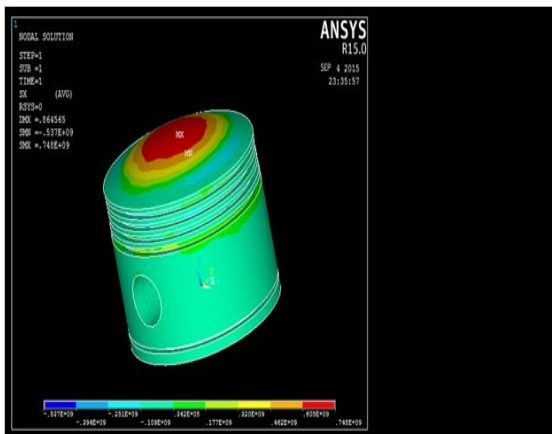 1
NODAL SOLUTION
STEP=1
SUB =1
TIME=1
SX (AVG)
RSYS=0
DMX =.864565
SMN =-.537E+09
SMX =.748E+09
ANSYS
R15.0
SEP 4 2015
23:35:57
MX
MN
X
-.537E+09 -.251E+09 .342E+08 .320E+09 .605E+09
-.394E+09 -.109E+09 .177E+09 .462E+09 .748E+09